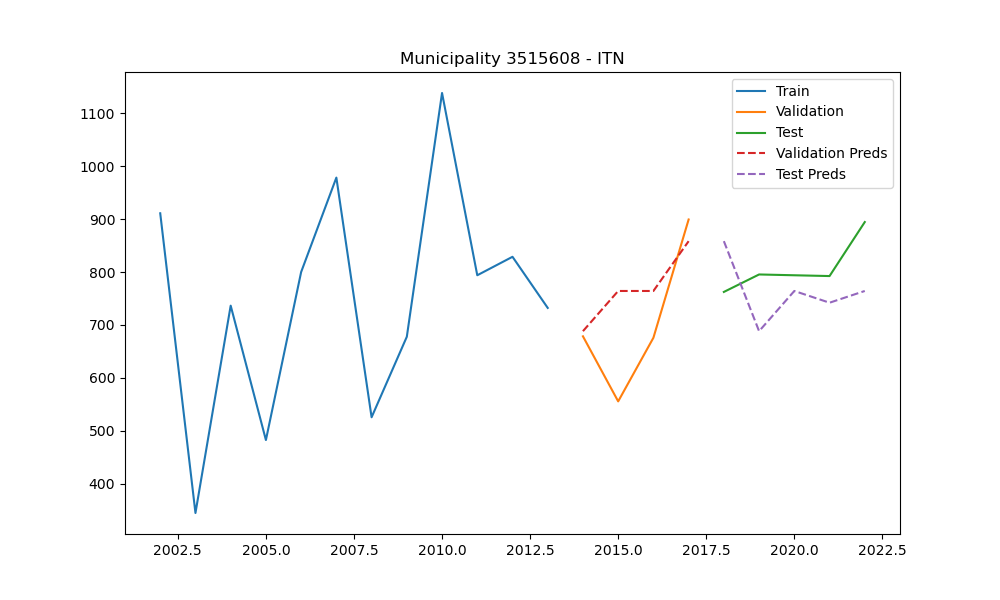 Municipality 3515608 - ITN
Train
Validation
Test
Validation Preds
Test Preds
1100
1000
900
800
700
600
500
400
2002.5 2005.0 2007.5 2010.0 2012.5 2015.0 2017.5 2020.0 2022.5